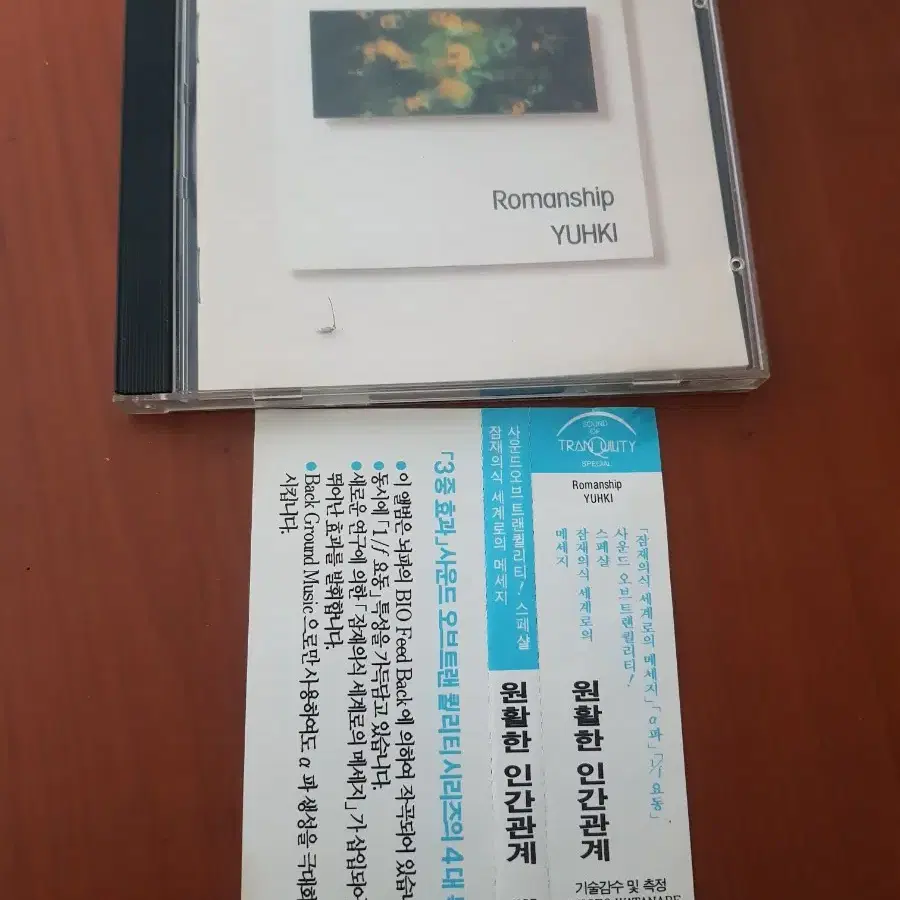 Romanship
YUHKI
SOUND
OF
TRANQUILITY
SPECIAL
Romanship
YUHKI
「잠재의식 세계로의 메세지」「α파」「1/f 요동」
사운드 오브 트랜퀼리티!
스페샬
잠재의식 세계로의
메세지
원활한 인간관계
기술감수 및 측정
WATANABE
사운드 오브 트랜퀼리티! 스페샬
잠재의식 세계로의 메세지
원활한 인간관계
「3중 효과」 사운드 오브 트랜 퀼리티 시리즈의 4대
● 이 앨범은 뇌파의 BIO Feed Back에 의하여 작곡되어 있습
● 동시에 「1/f 요동」 특성을 가득담고 있습니다.
● 새로운 연구에 의한 「잠재의식 세계로의 메세지」가 삽입되어
뛰어난 효과를 발휘합니다.
● Back Ground Music으로만 사용하여도 α 파 생성을 극대화
시킵니다.